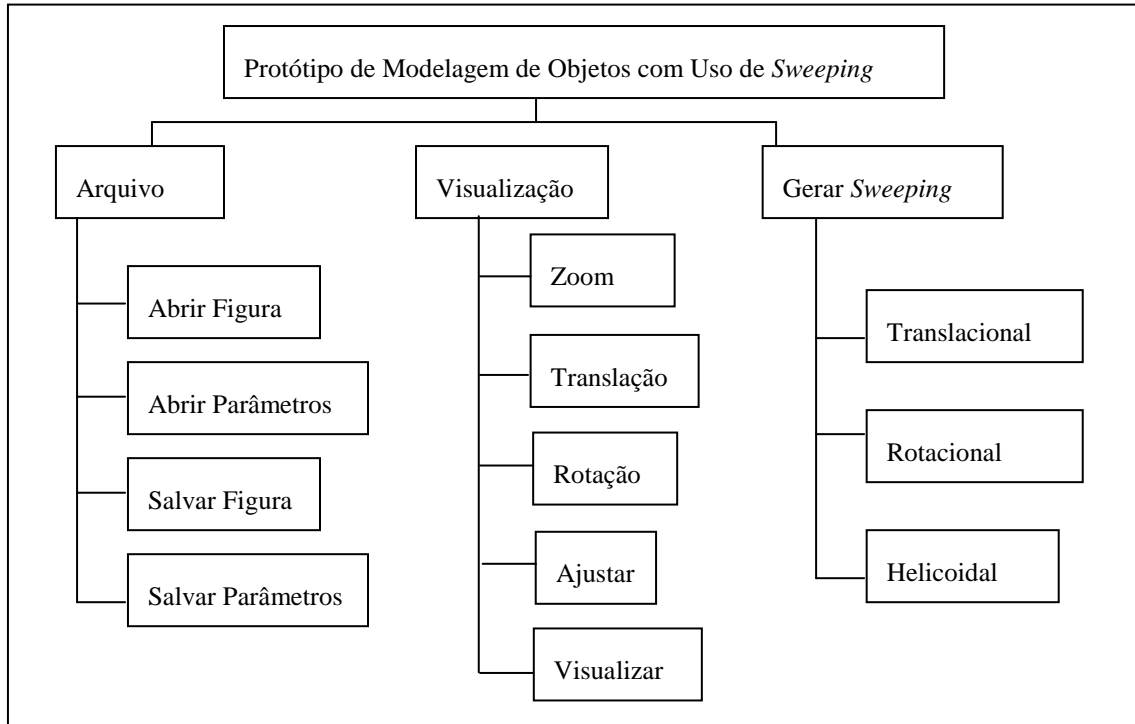 Protótipo de Modelagem de Objetos com Uso de Sweeping
Arquivo
Abrir Figura
Abrir Parâmetros
Salvar Figura
Salvar Parâmetros
Visualização
Zoom
Translação
Rotação
Ajustar
Visualizar
Gerar Sweeping
Translacional
Rotacional
Helicoidal